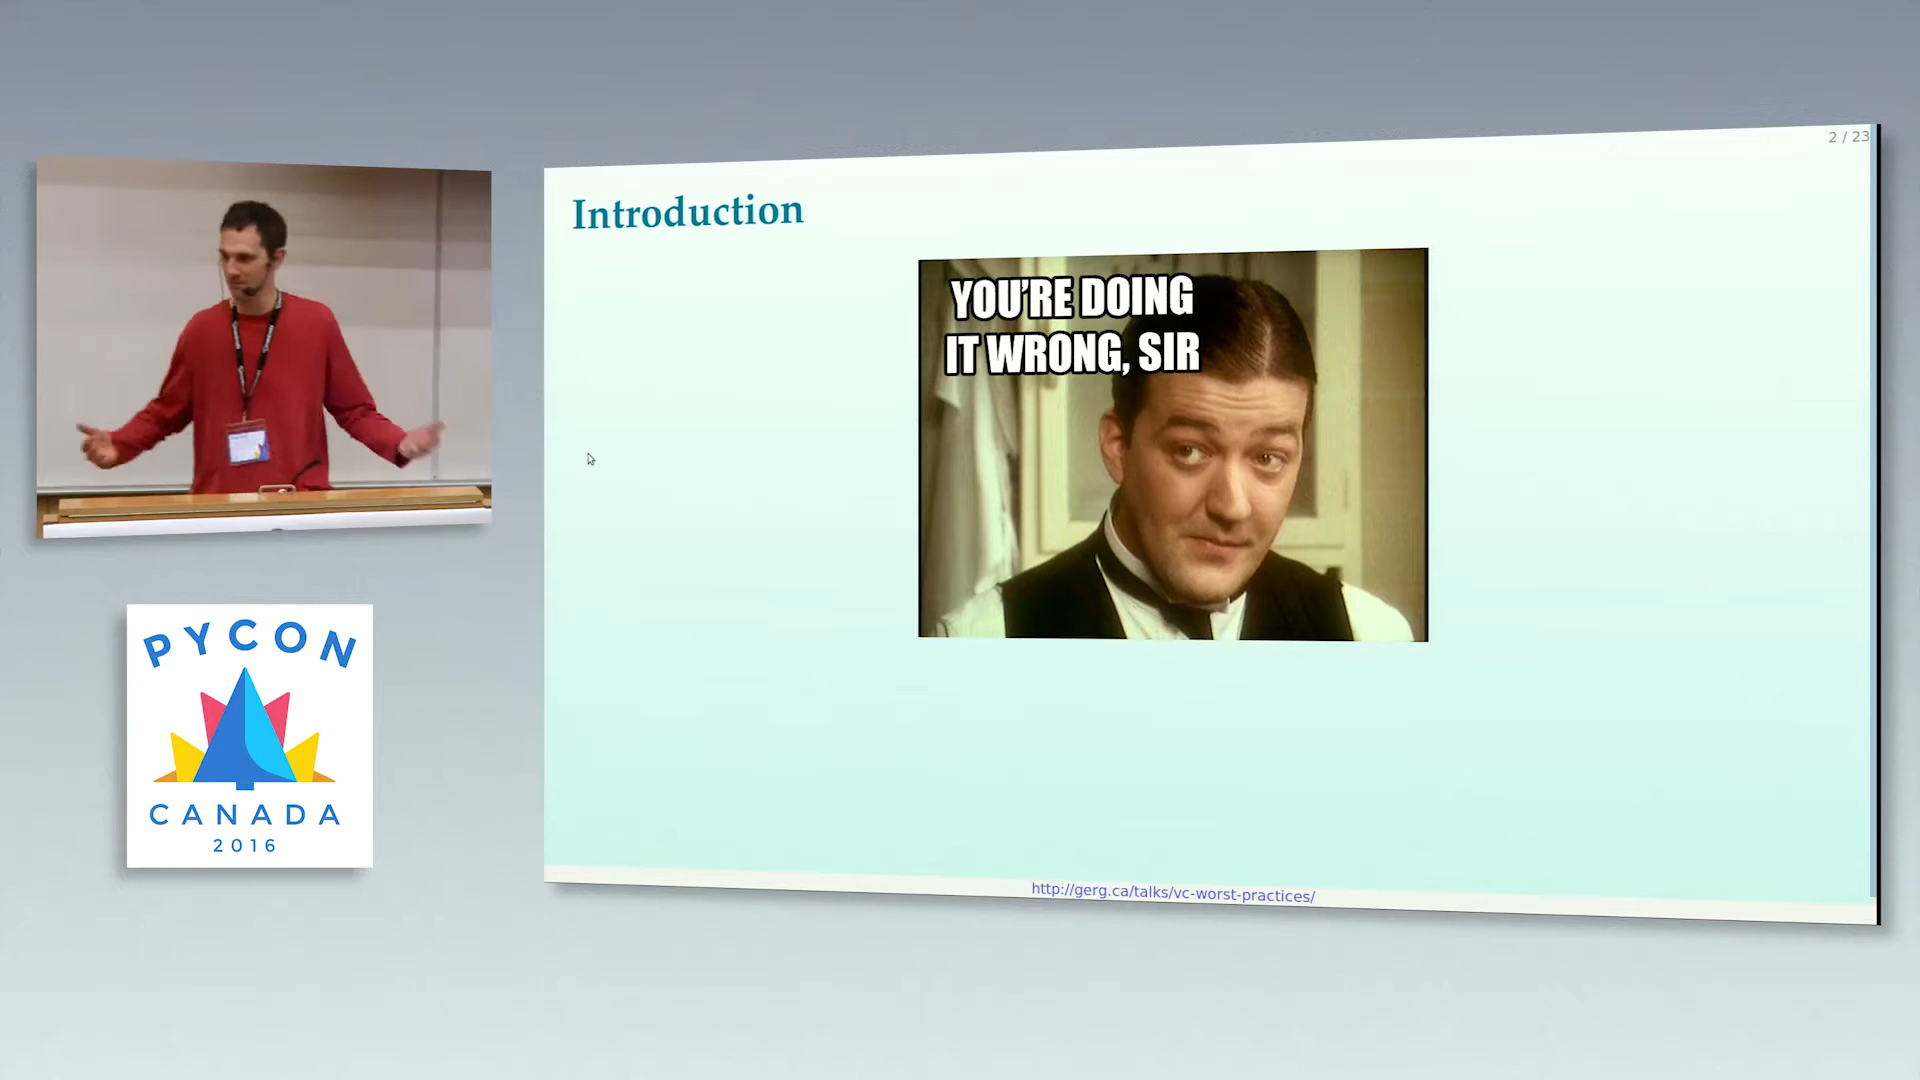 2 / 23
Introduction
YOU'RE DOING
IT WRONG, SIR
PYCON
CANADA
2016
http://gerg.ca/talks/vc-worst-practices/